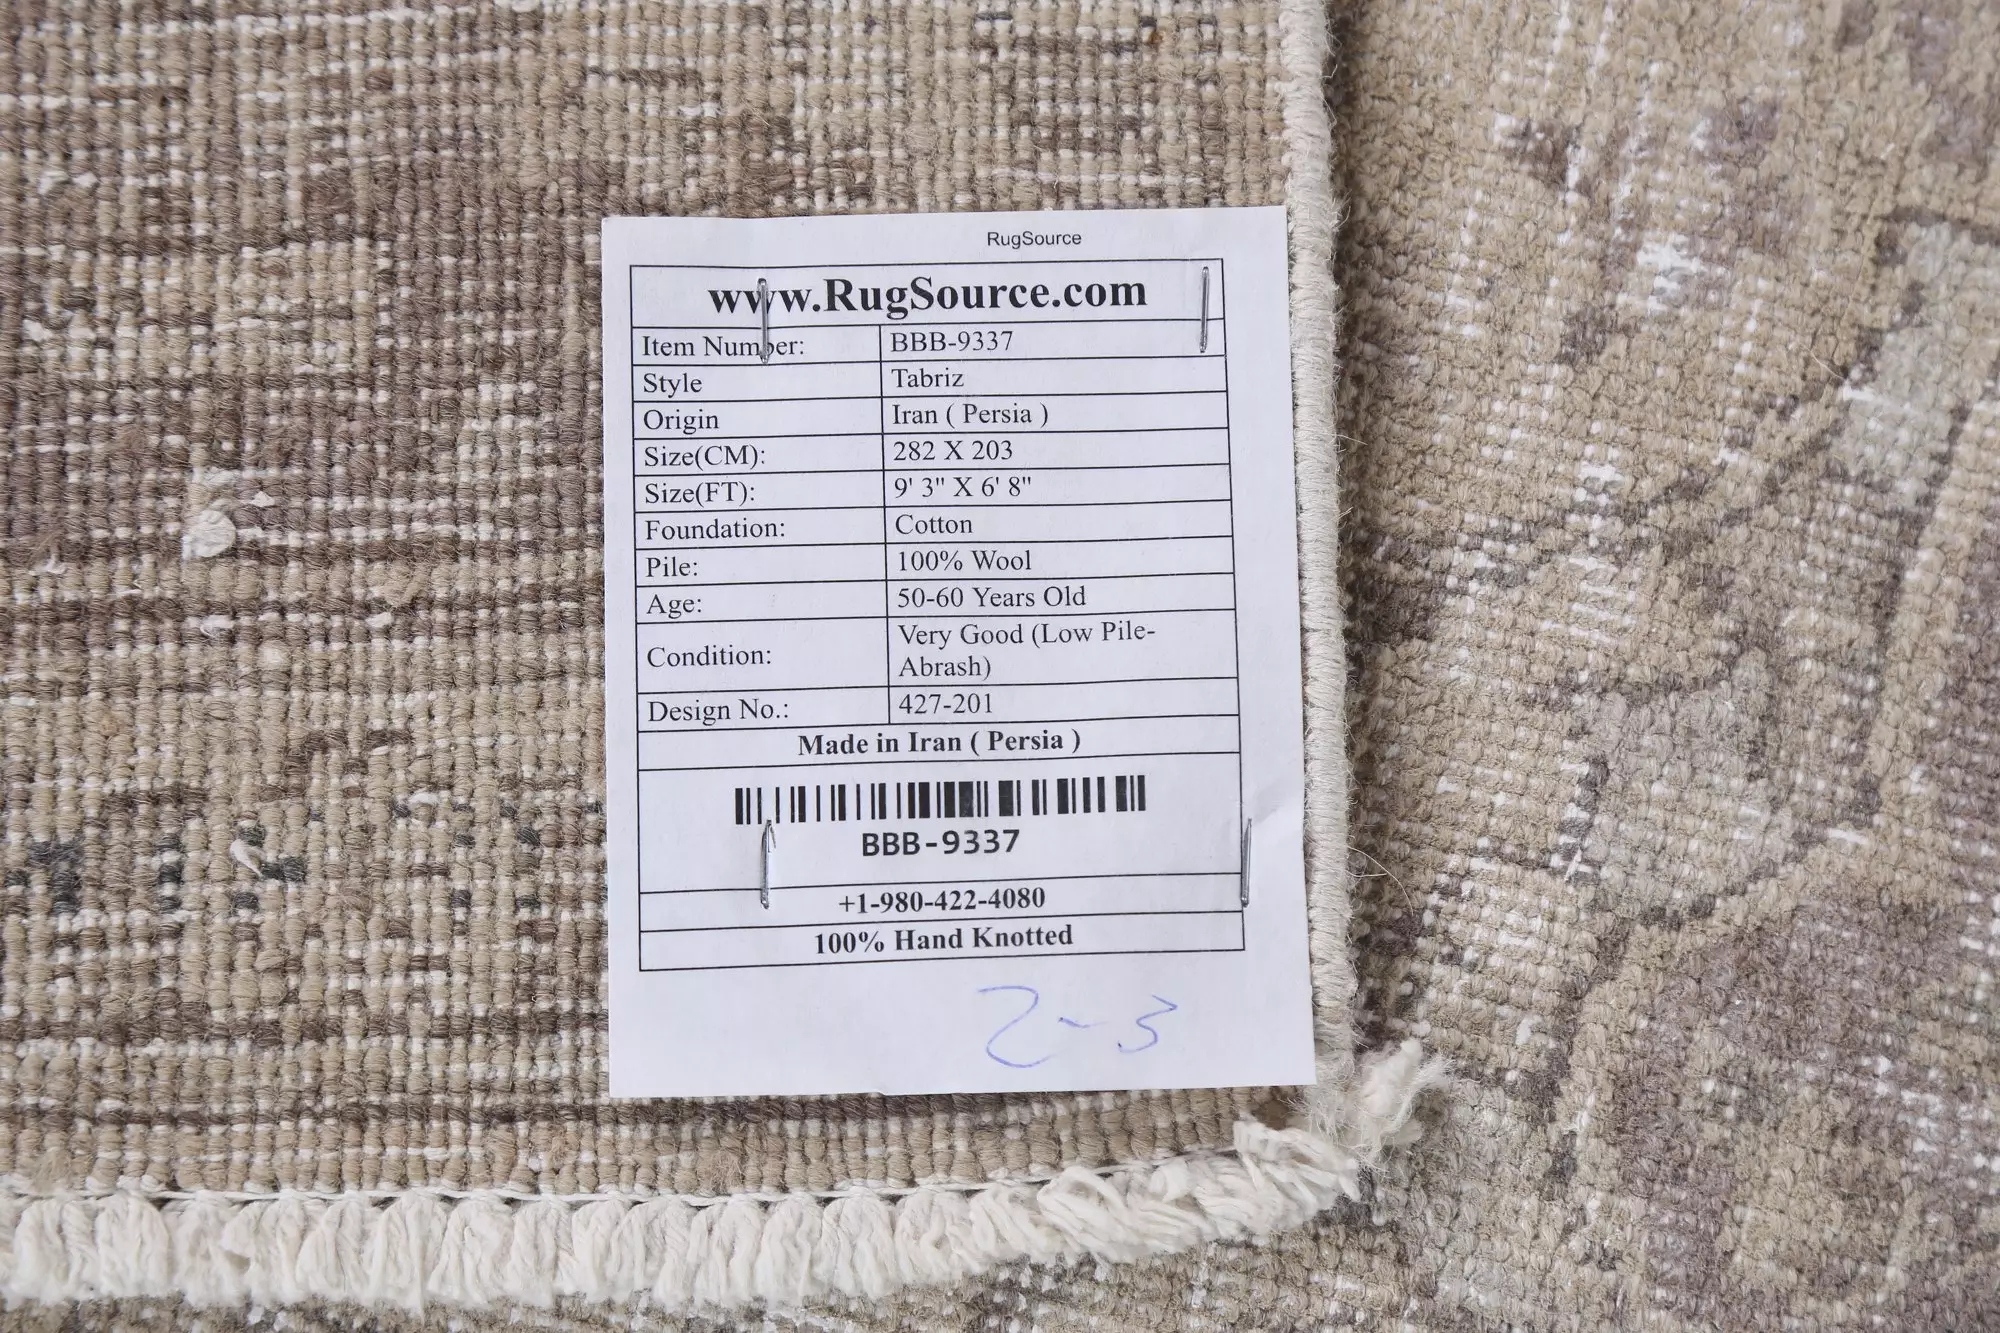 RugSource
www.RugSource.com
Item Number: BBB-9337
Style Tabriz
Origin Iran ( Persia )
Size(CM): 282 X 203
Size(FT): 9' 3" X 6' 8"
Foundation: Cotton
Pile: 100% Wool
Age: 50-60 Years Old
Condition: Very Good (Low Pile-
Abrash)
Design No.: 427-201
Made in Iran ( Persia )
BBB-9337
+1-980-422-4080
100% Hand Knotted
2-3